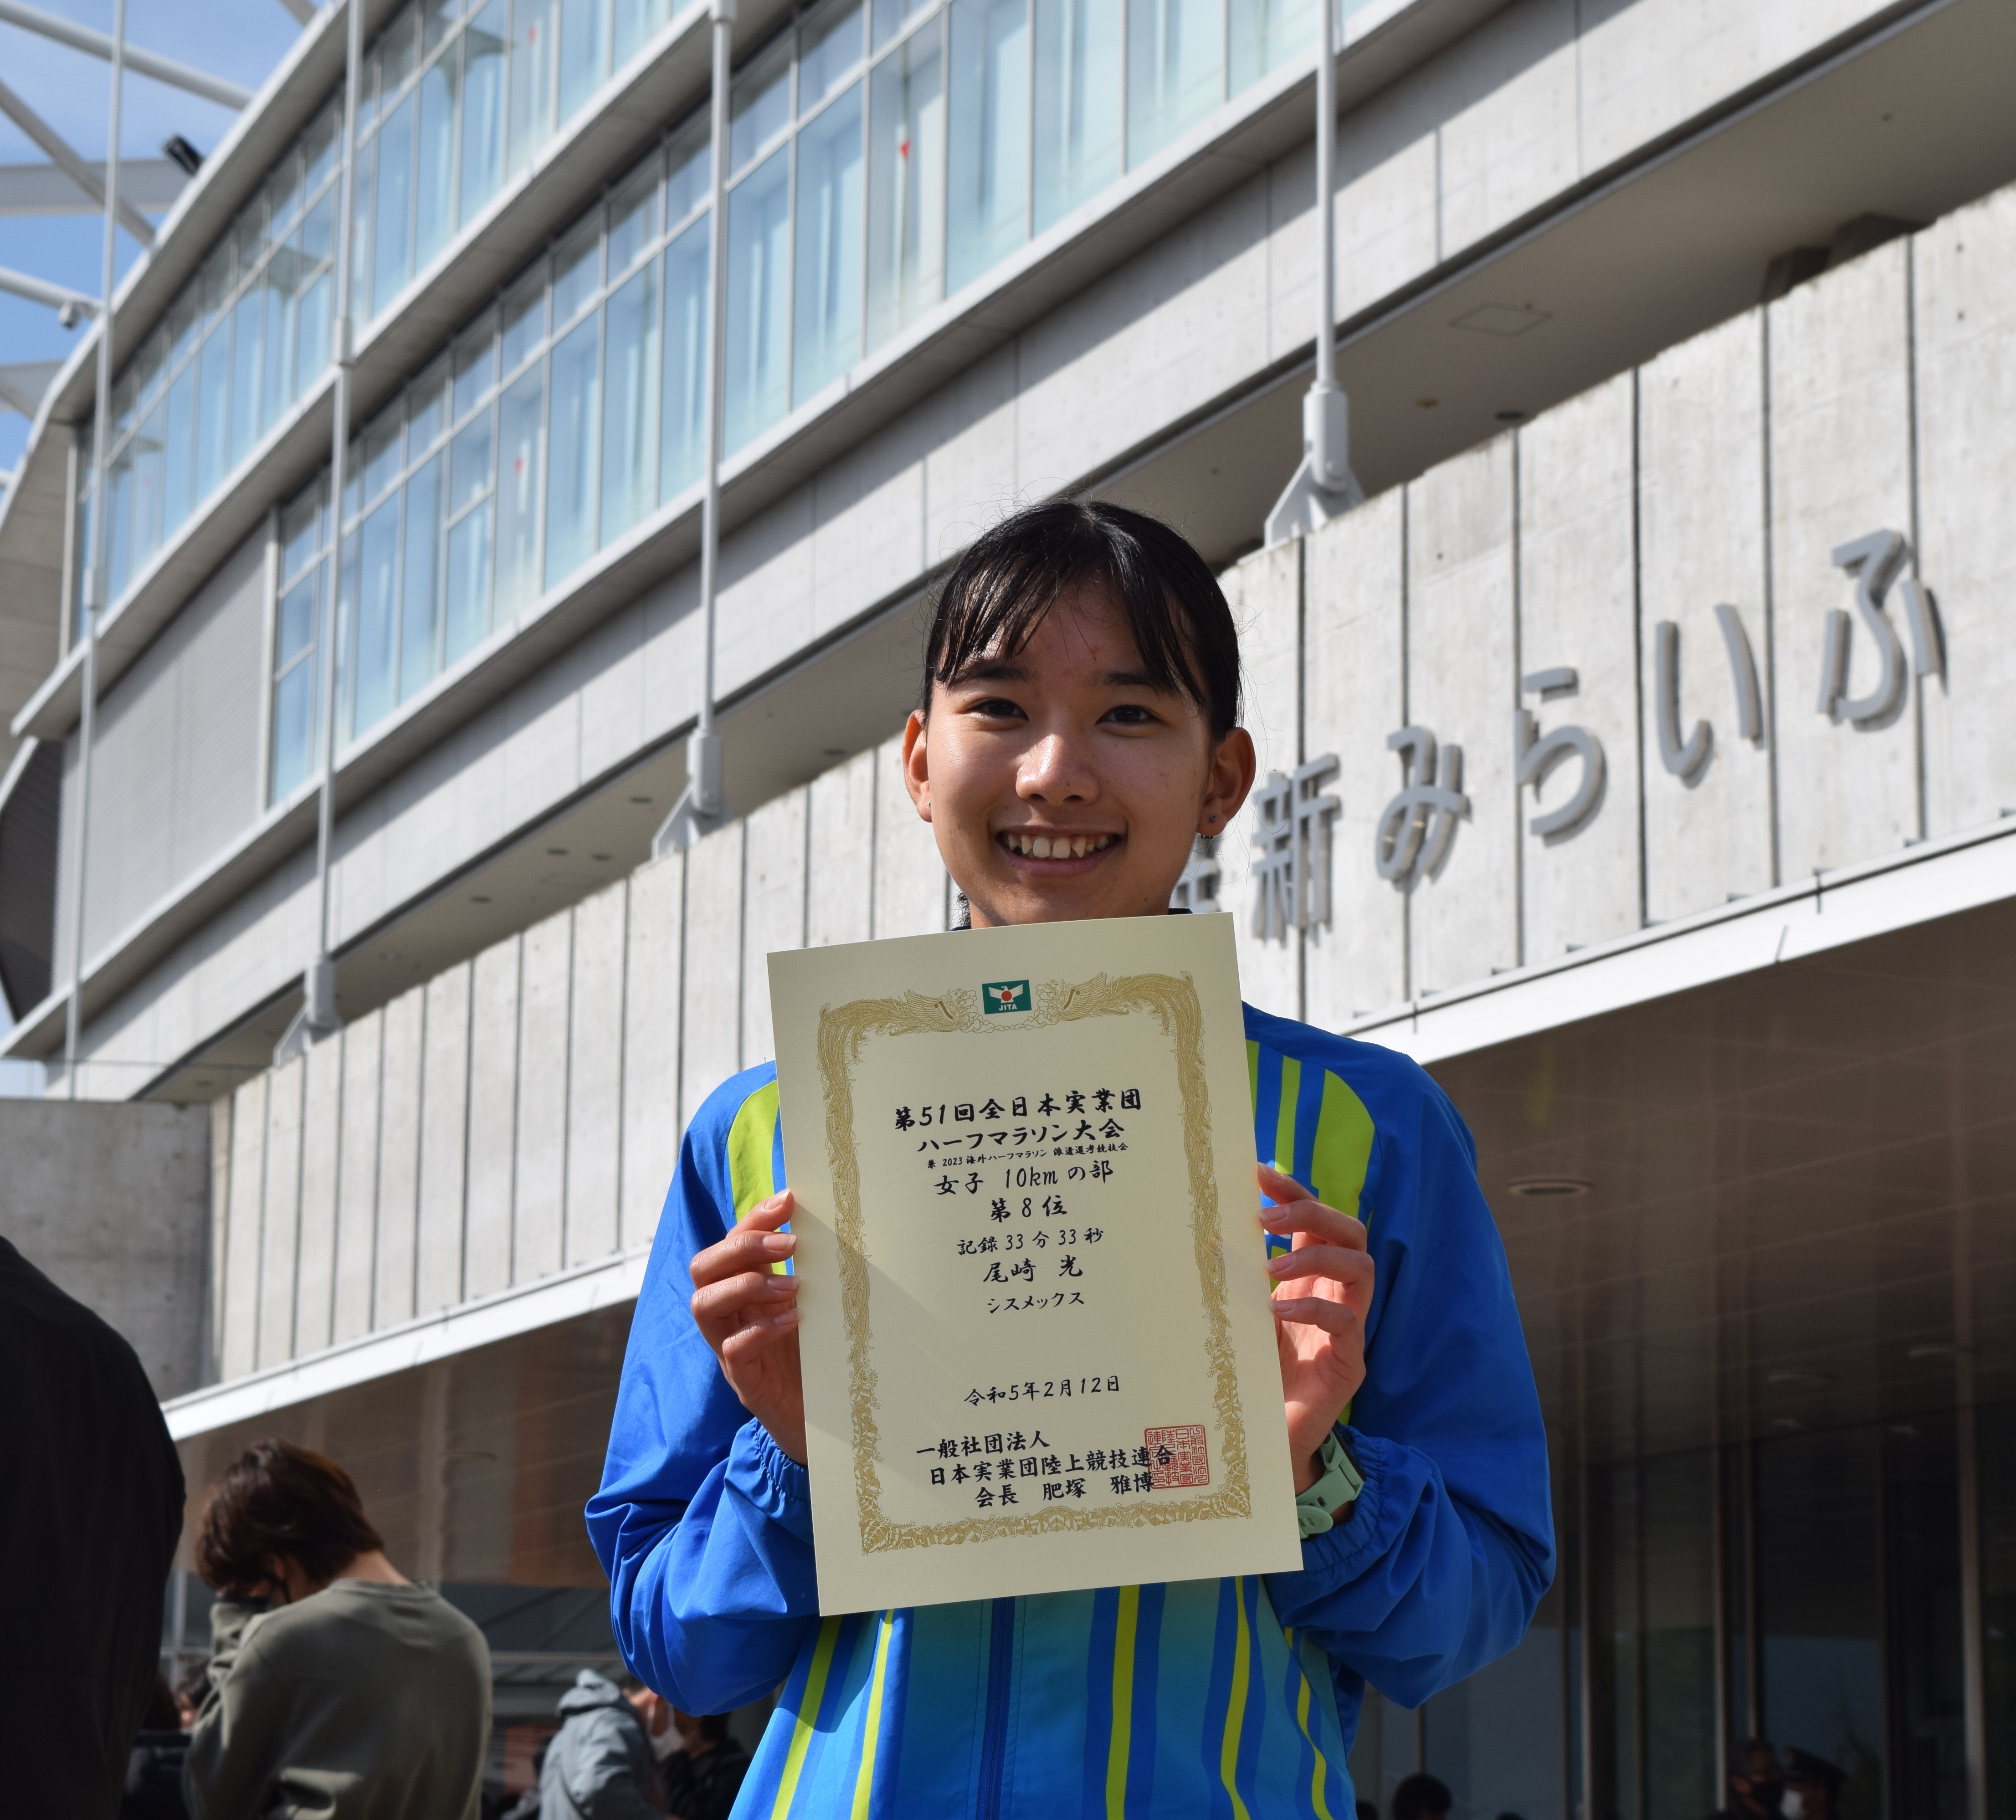 新みらいふ
JITA
第51回全日本実業団
ハーフマラソン大会
兼 2023海外ハーフマラソン 派遣選考競技会
女子 10kmの部
第8位
記録33分33秒
尾崎 光
シスメックス
令和5年2月12日
一般社団法人
日本実業団陸上競技連合
会長 肥塚 雅博